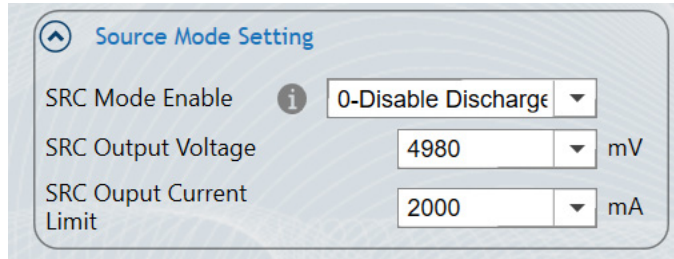 Source Mode Setting
SRC Mode Enable i 0-Disable Discharge
SRC Output Voltage 4980 mV
SRC Ouput Current
Limit 2000 mA